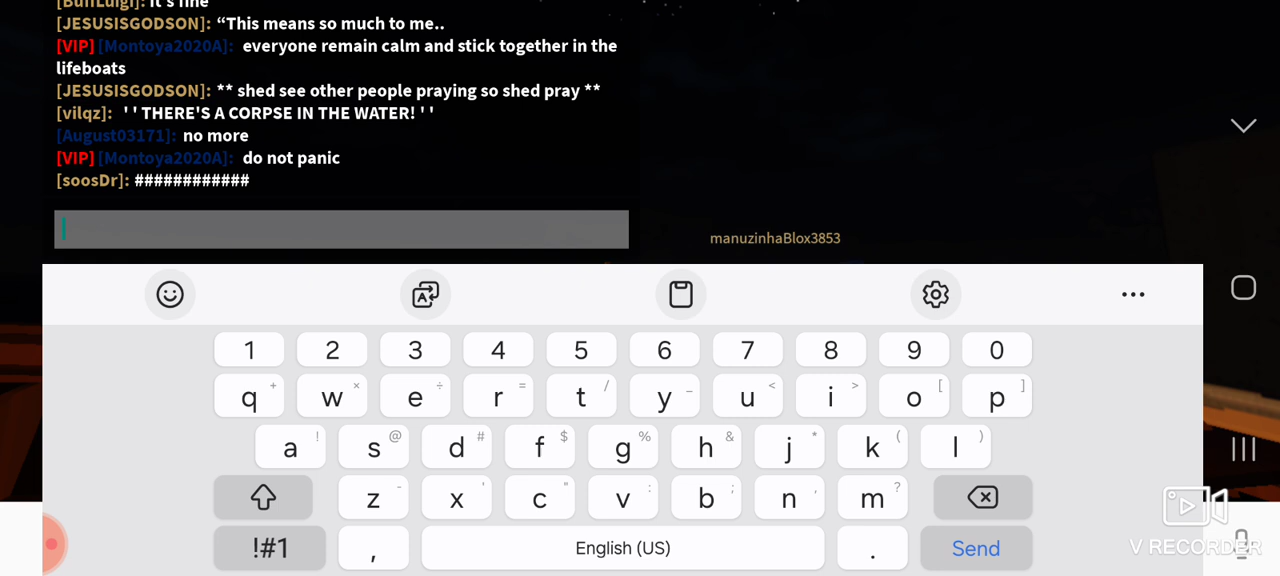 [BuffLuigi]: it's fine
[JESUSISGODSON]: “This means so much to me..
[VIP] [Montoya2020A]: everyone remain calm and stick together in the
lifeboats
[JESUSISGODSON]: ** shed see other people praying so shed pray **
[vilqz]: ' ' THERE'S A CORPSE IN THE WATER! ' '
[August03171]: no more
[VIP] [Montoya2020A]: do not panic
[soosDr]: ############
manuzinhaBlox3853
1 2 3 4 5 6 7 8 9 0
q + w × e ÷ r = t / y _ u < i > o [ p ]
a ! s @ d # f $ g % h & j * k ( l )
z - x ' c " v : b ; n , m ?
!#1 , English (US) . Send
V RECORDER